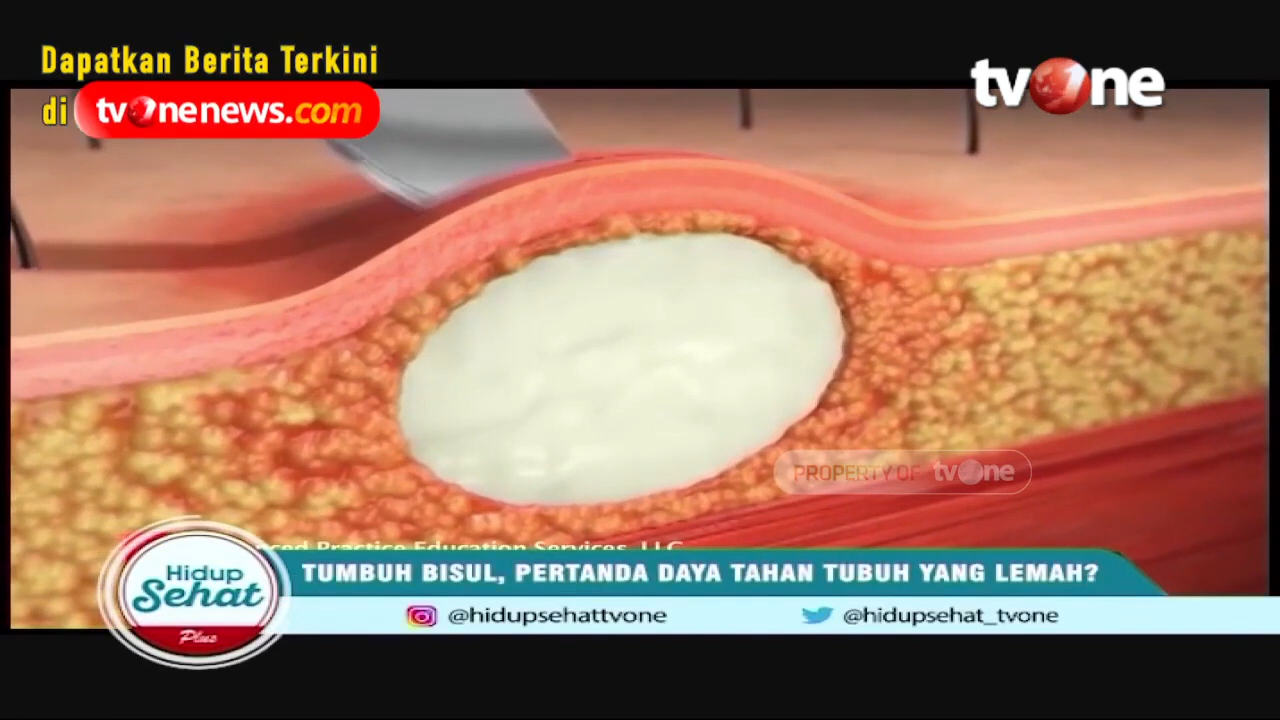 Dapatkan Berita Terkini
di tvonenews.com
tvOne
PROPERTY OF tvOne
Practice Education Services, LLC
Hidup
Sehat
Plus
TUMBUH BISUL, PERTANDA DAYA TAHAN TUBUH YANG LEMAH?
@hidupsehattvone
@hidupsehat_tvone